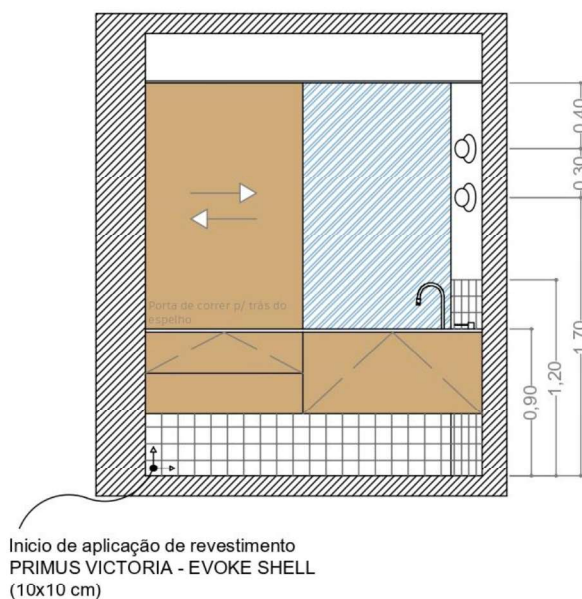 0,40
0,30
Porta de correr p/ trás do
espelho
1,70
1,20
0,90
Inicio de aplicação de revestimento
PRIMUS VICTORIA - EVOKE SHELL
(10x10 cm)